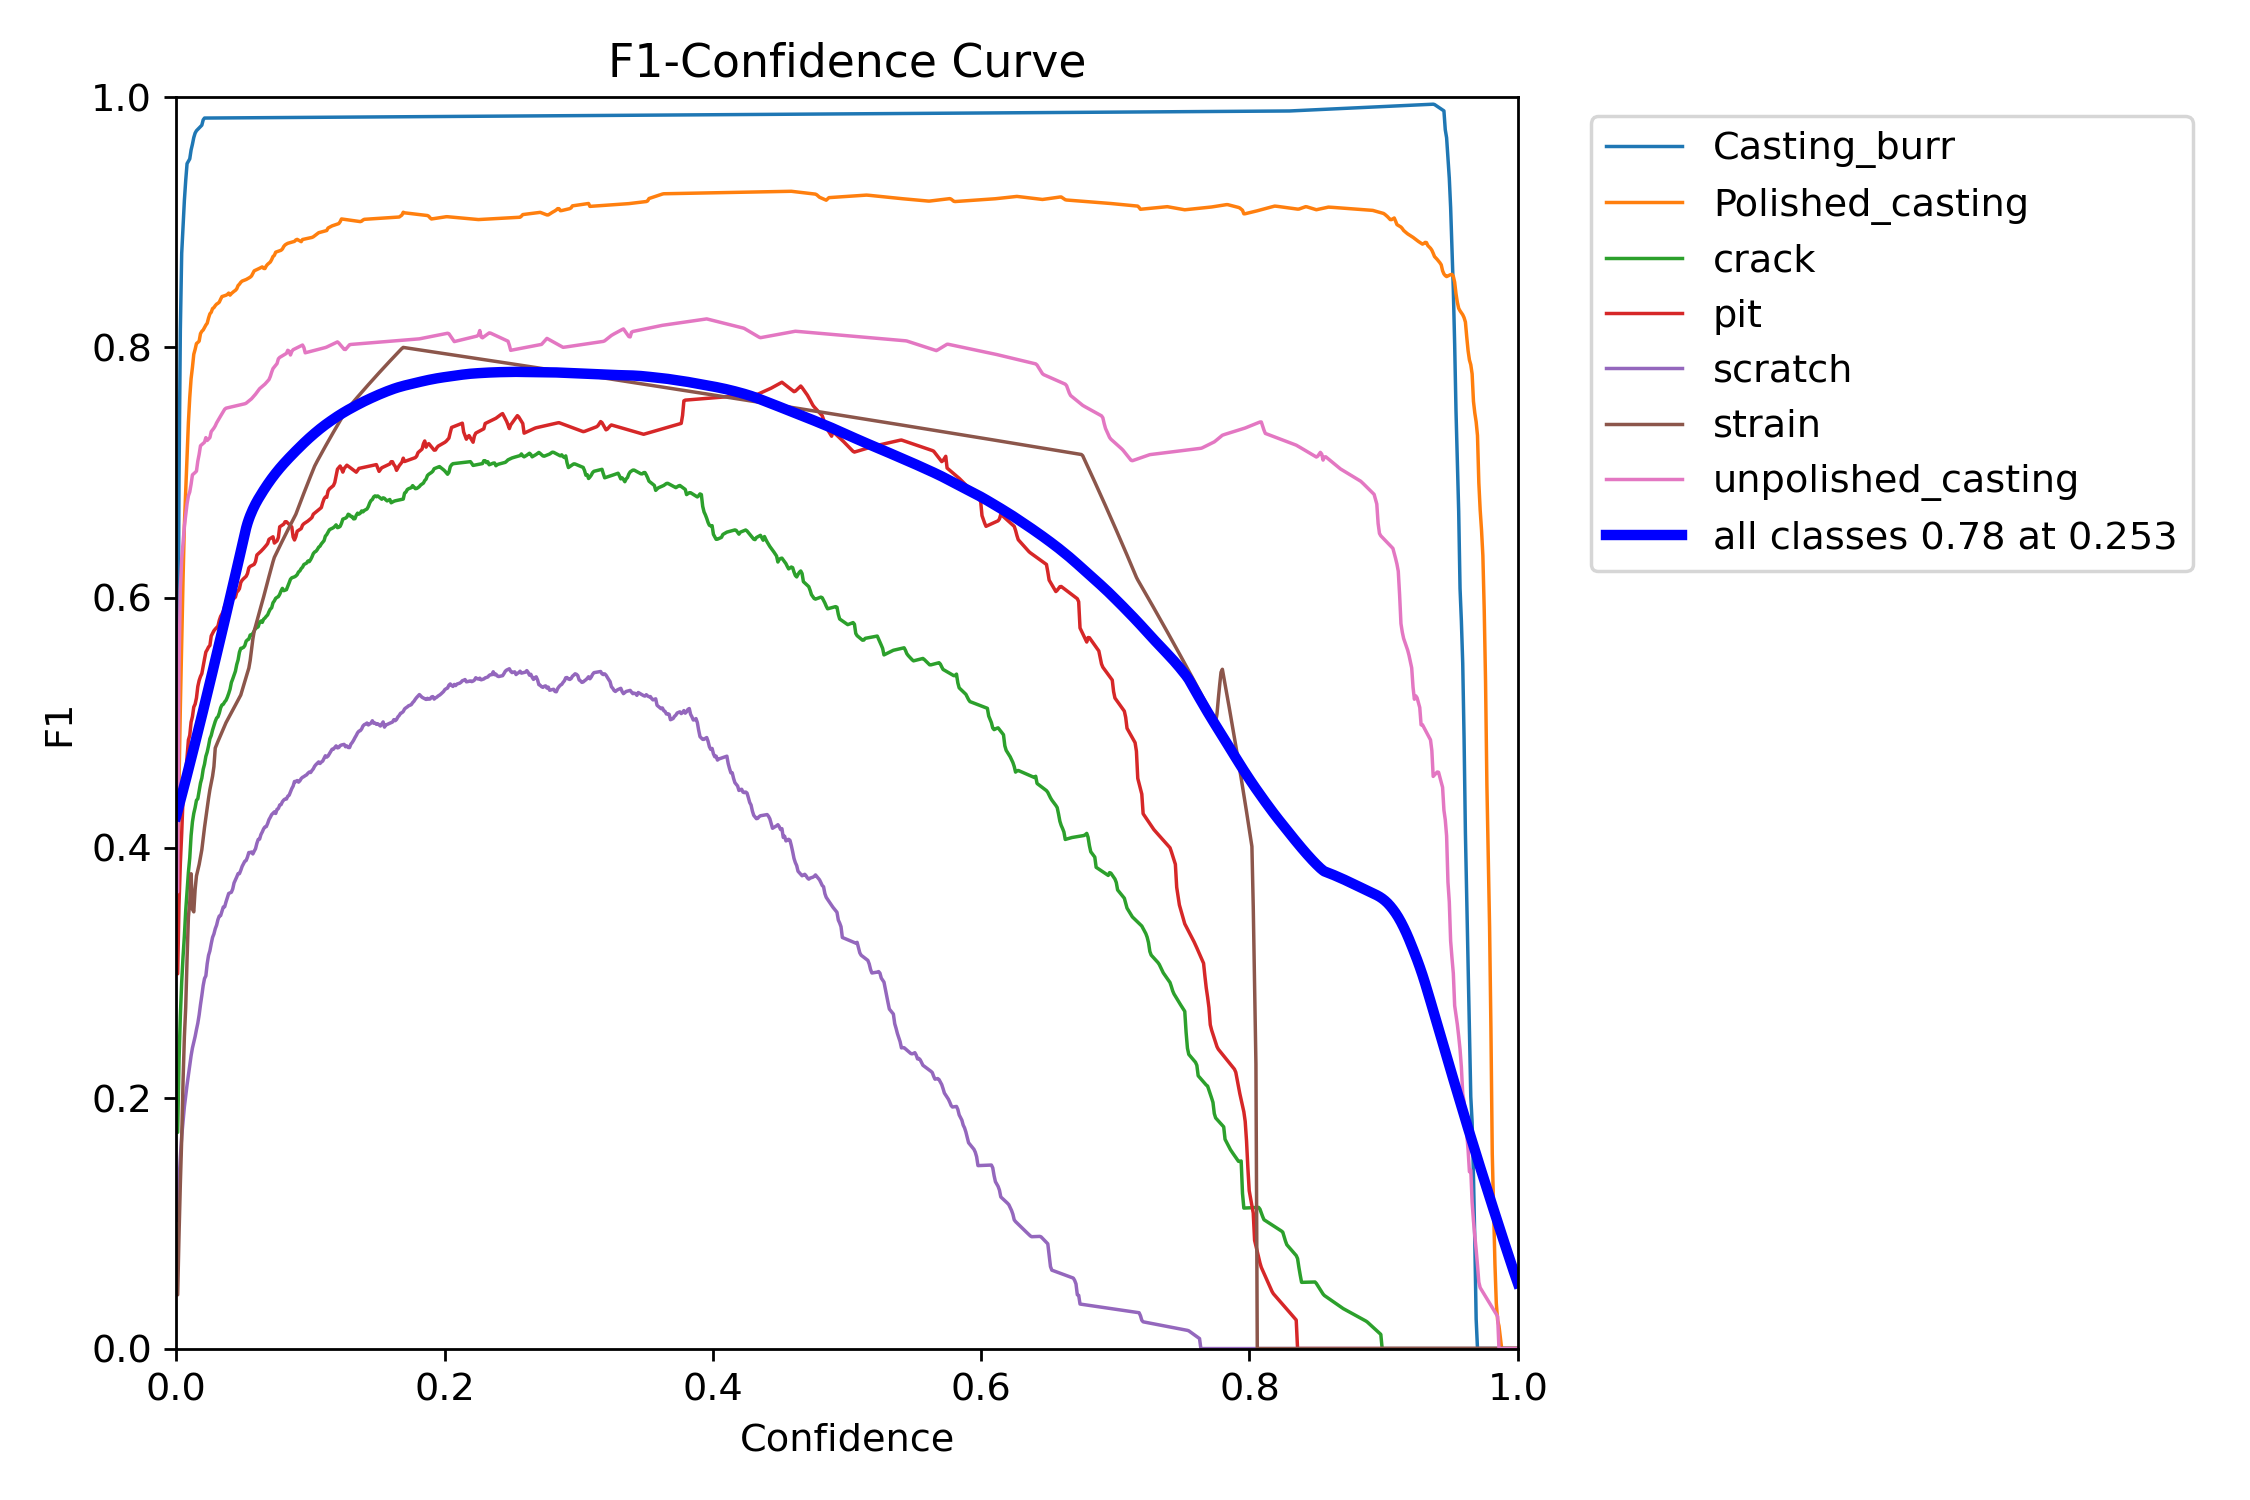 F1-Confidence Curve
1.0
0.8
0.6
0.4
0.2
0.0
F1
0.0 0.2 0.4 0.6 0.8 1.0
Confidence
Casting_burr
Polished_casting
crack
pit
scratch
strain
unpolished_casting
all classes 0.78 at 0.253